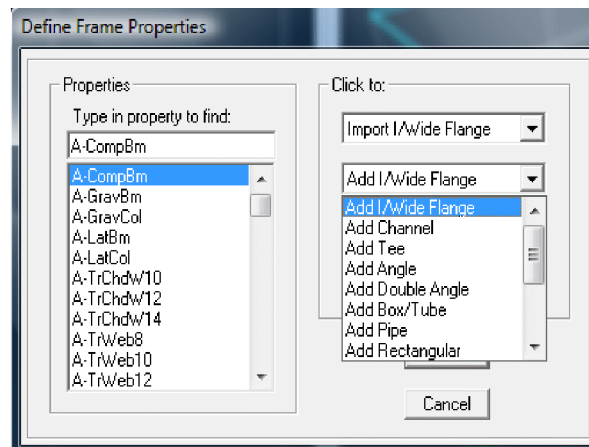 Define Frame Properties
Properties
Type in property to find:
A-CompBm
A-CompBm
A-GravBm
A-GravCol
A-LatBm
A-LatCol
A-TrChdW10
A-TrChdW12
A-TrChdW14
A-TrWeb8
A-TrWeb10
A-TrWeb12
Click to:
Import I/Wide Flange
Add I/Wide Flange
Add I/Wide Flange
Add Channel
Add Tee
Add Angle
Add Double Angle
Add Box/Tube
Add Pipe
Add Rectangular
Cancel